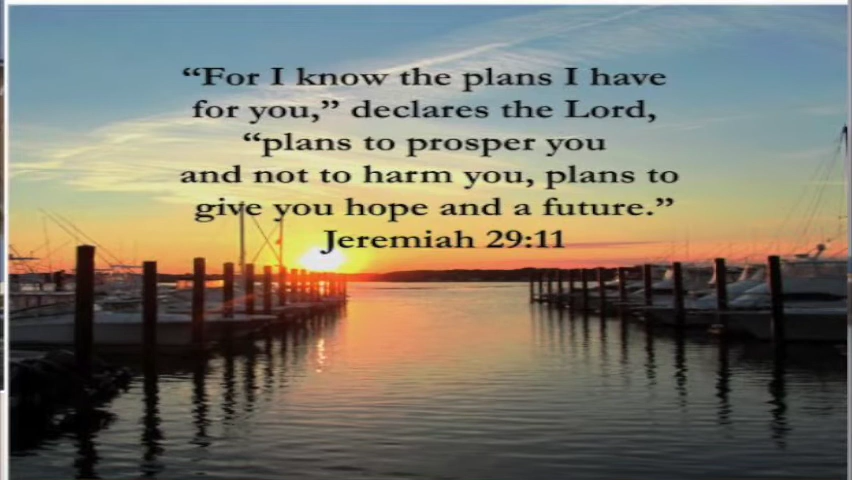 “For I know the plans I have
for you,” declares the Lord,
“plans to prosper you
and not to harm you, plans to
give you hope and a future.”
Jeremiah 29:11